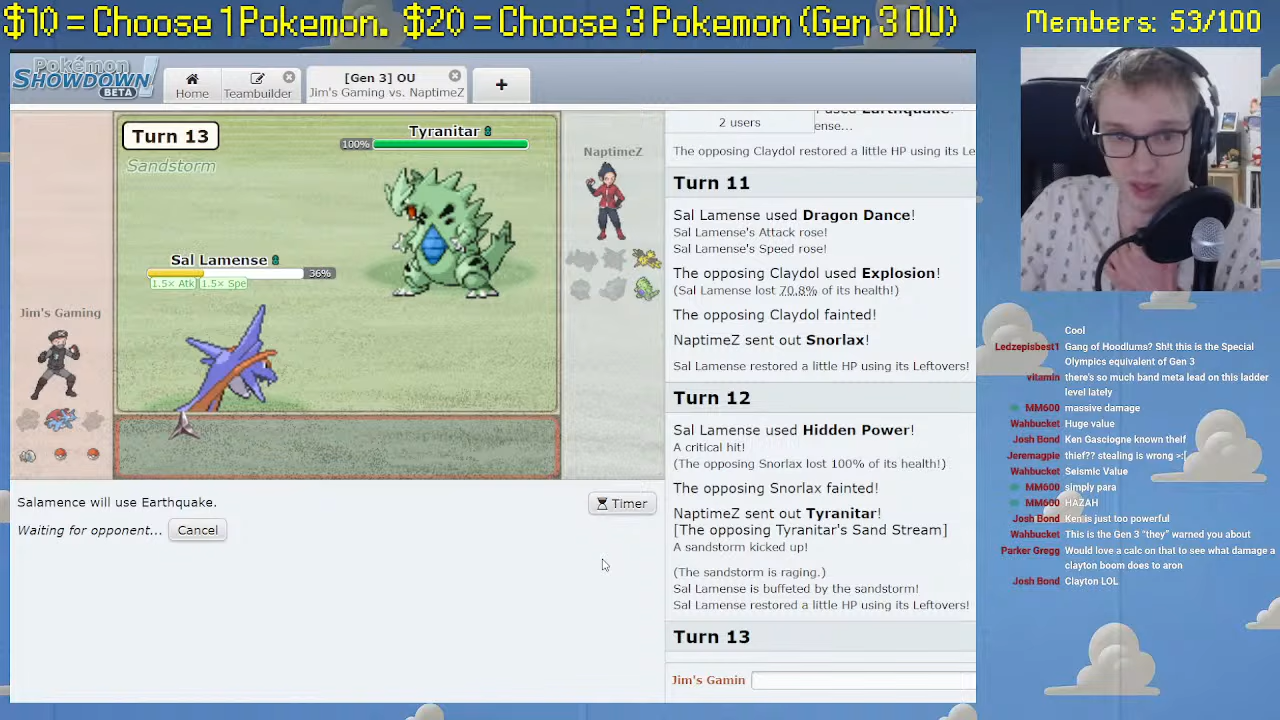 $10 = Choose 1 Pokemon. $20 = Choose 3 Pokemon (Gen 3 OU)
Members: 53/100
Pokémon
SHOWDOWN!
BETA
Home
Teambuilder
[Gen 3] OU
Jim's Gaming vs. NaptimeZ
+
Turn 13
Sandstorm
Tyranitar
100%
Sal Lamense
36%
1.5× Atk 1.5× Spe
Jim's Gaming
NaptimeZ
Salamence will use Earthquake.
Waiting for opponent... Cancel
Timer
2 users
The opposing Claydol restored a little HP using its Le
Turn 11
Sal Lamense used Dragon Dance!
Sal Lamense's Attack rose!
Sal Lamense's Speed rose!
The opposing Claydol used Explosion!
(Sal Lamense lost 70.8% of its health!)
The opposing Claydol fainted!
NaptimeZ sent out Snorlax!
Sal Lamense restored a little HP using its Leftovers!
Turn 12
Sal Lamense used Hidden Power!
A critical hit!
(The opposing Snorlax lost 100% of its health!)
The opposing Snorlax fainted!
NaptimeZ sent out Tyranitar!
[The opposing Tyranitar's Sand Stream]
A sandstorm kicked up!
(The sandstorm is raging.)
Sal Lamense is buffeted by the sandstorm!
Sal Lamense restored a little HP using its Leftovers!
Turn 13
Jim's Gamin
Cool
Ledzepisbest1 Gang of Hoodlums? Sh!t this is the Special
Olympics equivalent of Gen 3
vitamin there's so much band meta lead on this ladder
level lately
MM600 massive damage
Wahbucket Huge value
Josh Bond Ken Gasciogne known theif
Jeremagpie thief?? stealing is wrong >:[
Wahbucket Seismic Value
MM600 simply para
MM600 HAZAH
Josh Bond Ken is just too powerful
Wahbucket This is the Gen 3 “they” warned you about
Parker Gregg Would love a calc on that to see what damage a
clayton boom does to aron
Josh Bond Clayton LOL